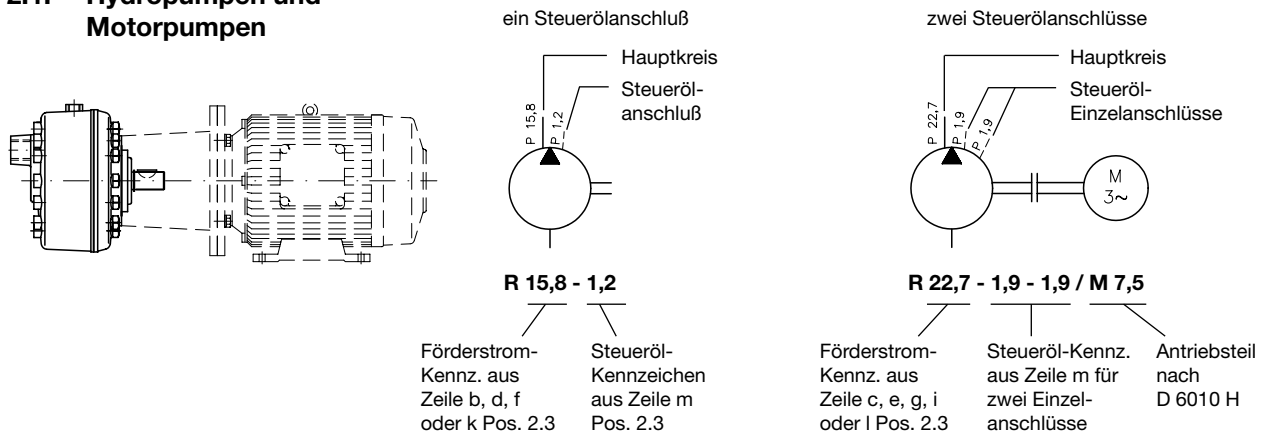 2.1. Hydropumpen und
Motorpumpen
ein Steuerölanschluß
Hauptkreis
Steueröl-
anschluß
P 15,8
P 1,2
R 15,8 - 1,2
Förderstrom-
Kennz. aus
Zeile b, d, f
oder k Pos. 2.3
Steueröl-
Kennzeichen
aus Zeile m
Pos. 2.3
zwei Steuerölanschlüsse
Hauptkreis
Steueröl-
Einzelanschlüsse
P 22,7
P 1,9
P 1,9
M
3~
R 22,7 - 1,9 - 1,9 / M 7,5
Förderstrom-
Kennz. aus
Zeile c, e, g, i
oder l Pos. 2.3
Steueröl-Kennz.
aus Zeile m für
zwei Einzel-
anschlüsse
Antriebsteil
nach
D 6010 H